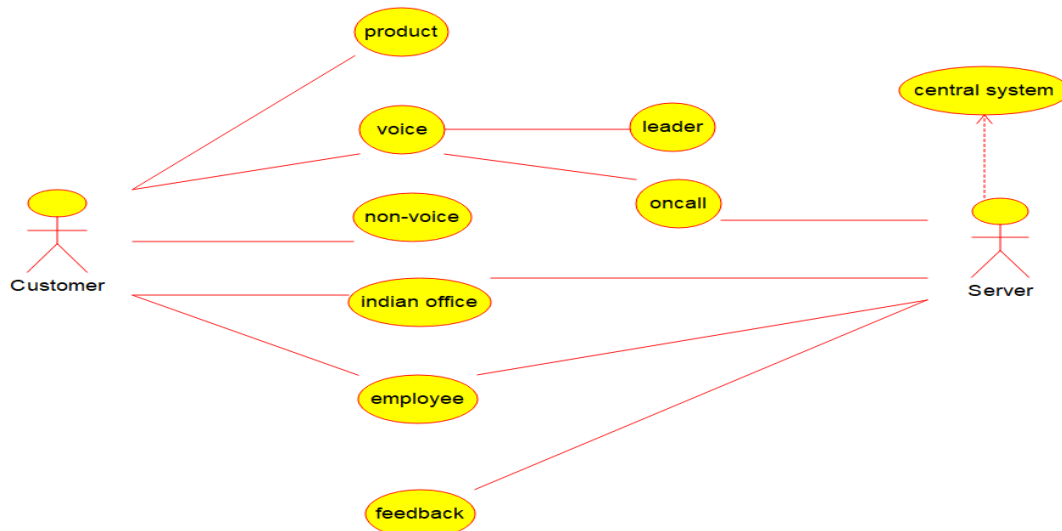 product
central system
voice
leader
non-voice
oncall
Customer
indian office
Server
employee
feedback